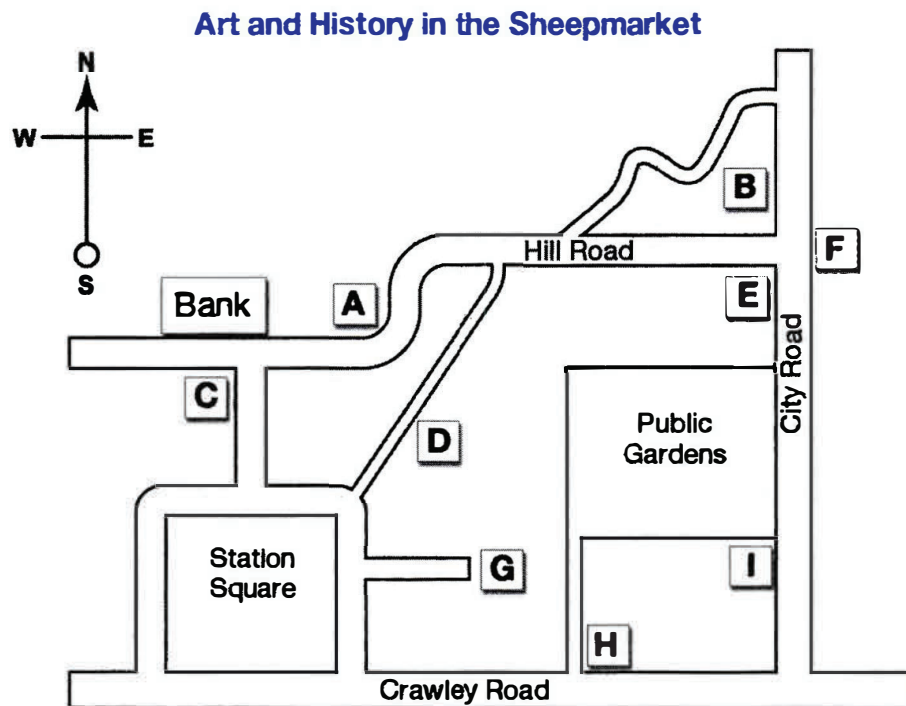 Art and History in the Sheepmarket
N
W E
S
B
Hill Road
F
Bank
A
E
C
City Road
D
Public
Gardens
Station
Square
G
I
H
Crawley Road